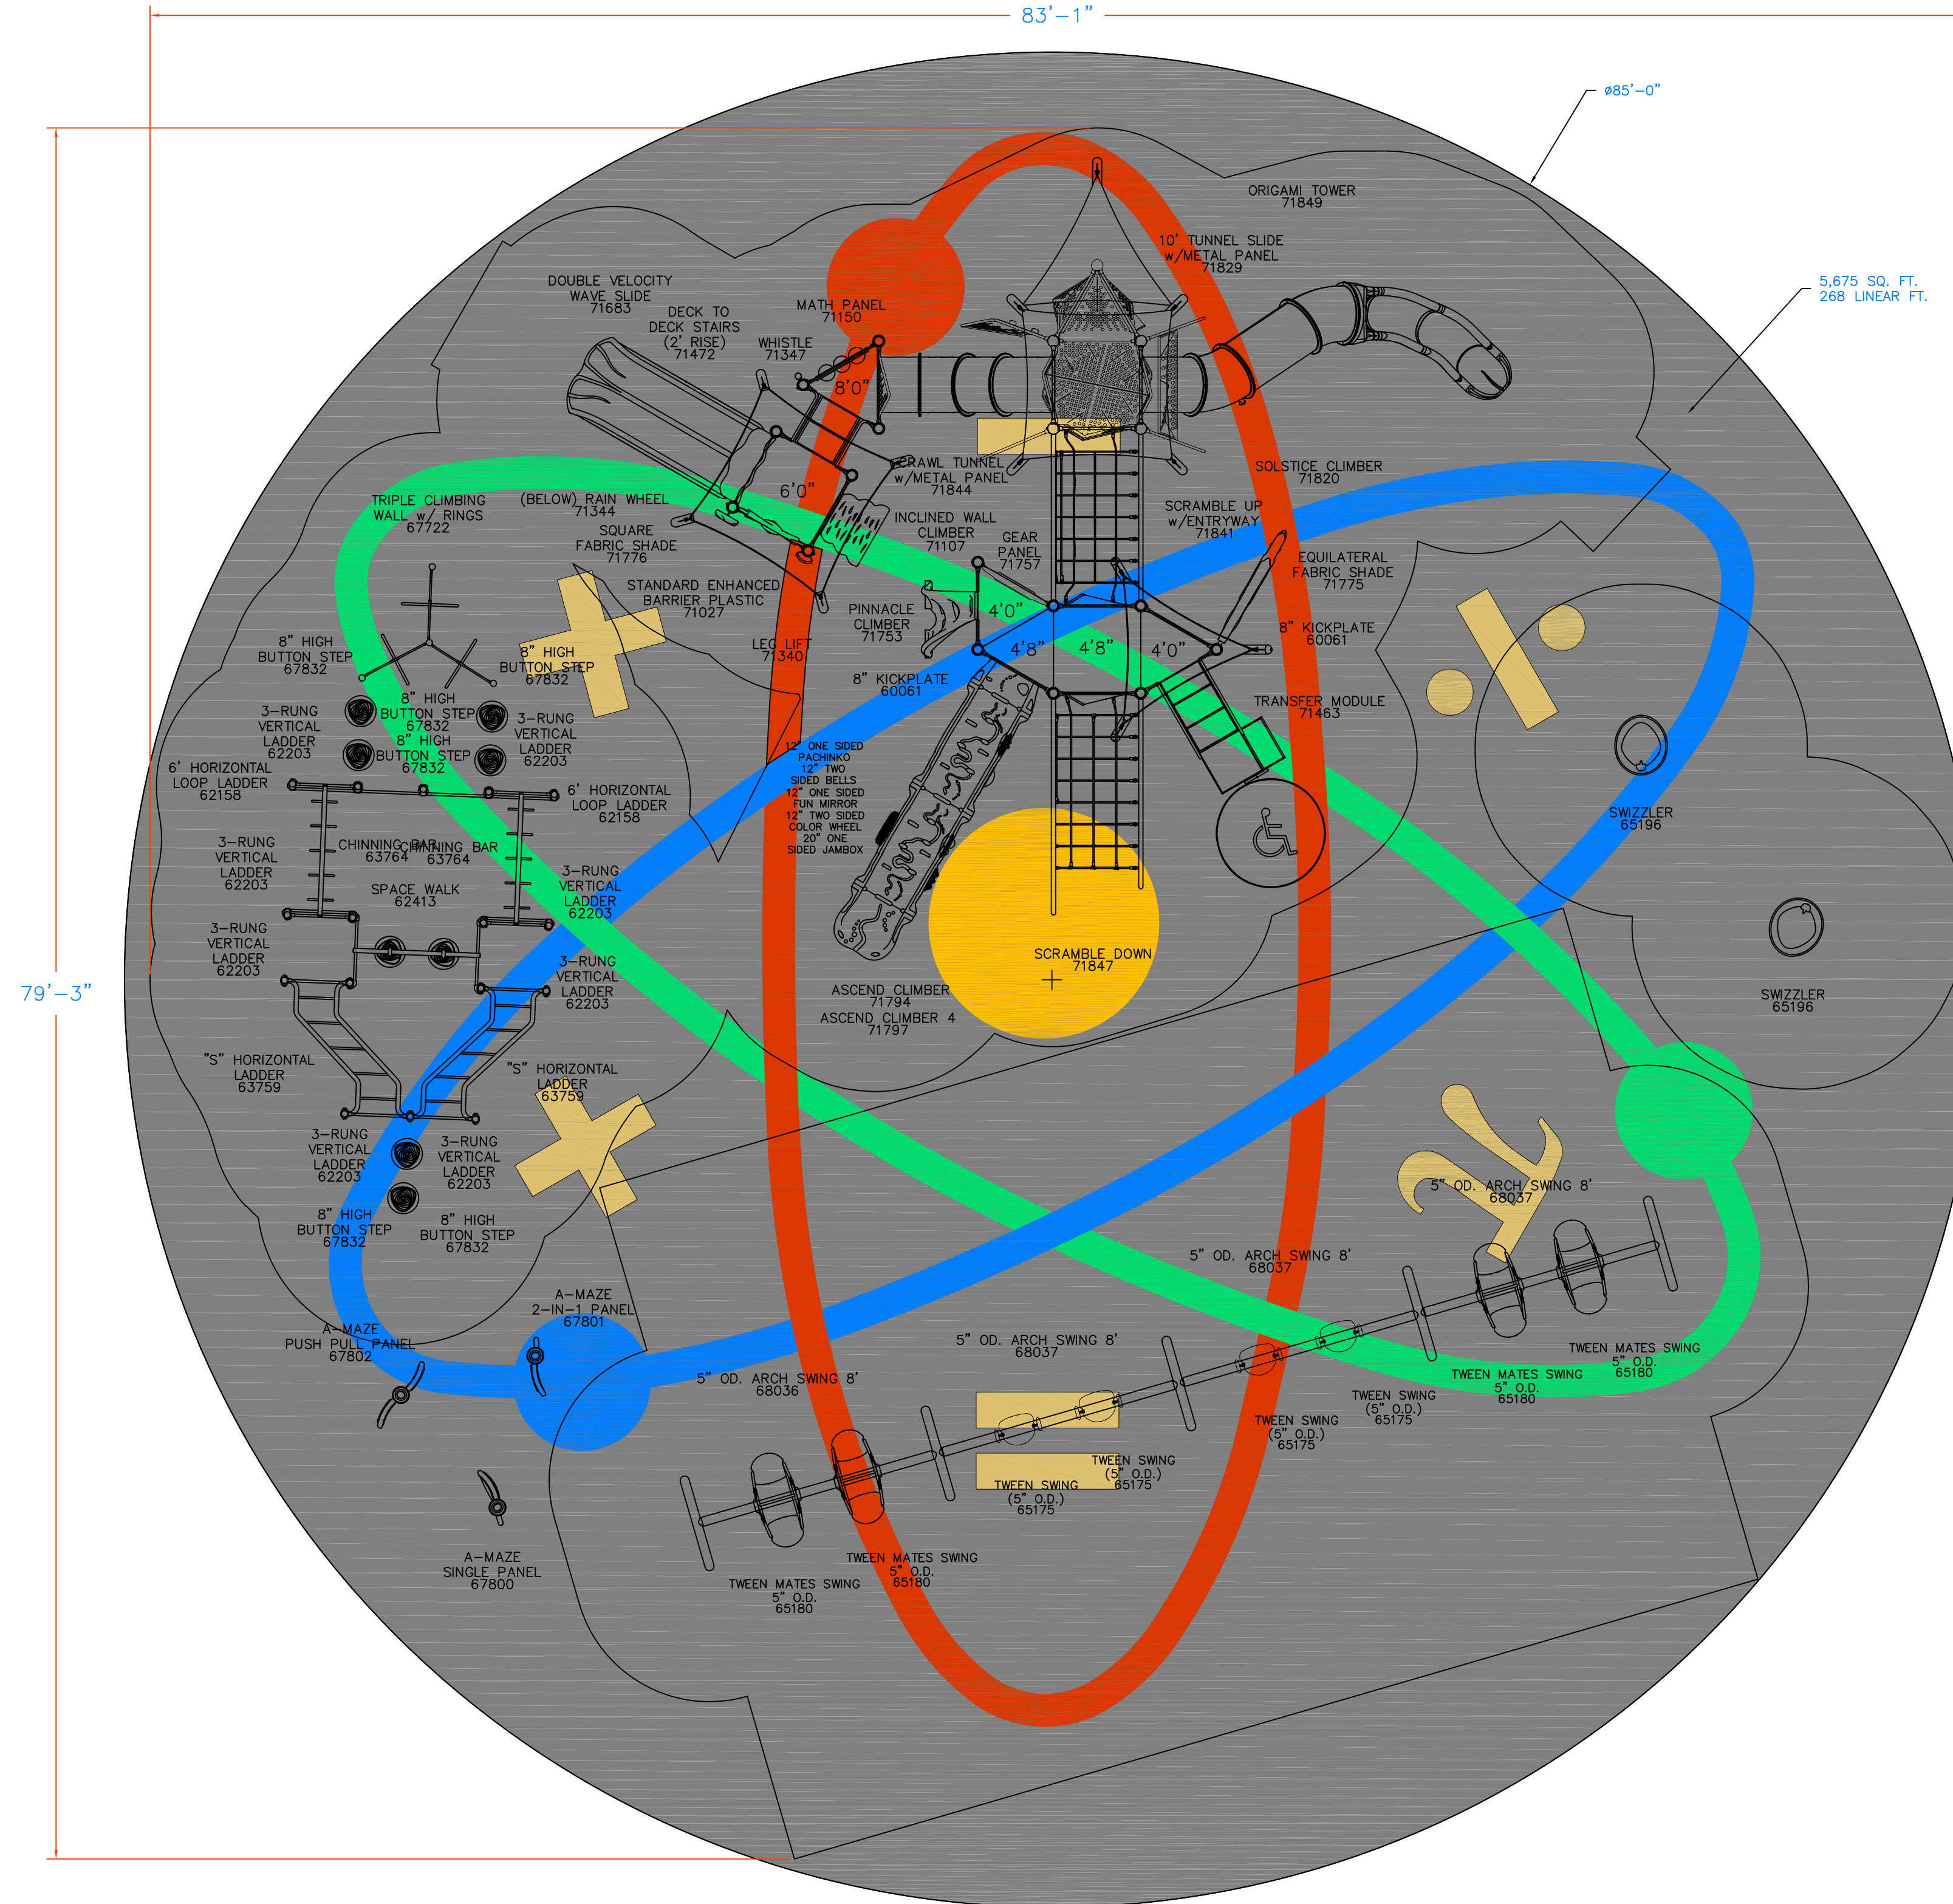 83'-1"
ø85'-0"
ORIGAMI TOWER
71849
10' TUNNEL SLIDE
w/METAL PANEL
71829
5,675 SQ. FT.
268 LINEAR FT.
DOUBLE VELOCITY
WAVE SLIDE
71683
MATH PANEL
71150
DECK TO
DECK STAIRS
(2' RISE)
71472
WHISTLE
71347
8'0"
CRAWL TUNNEL
w/METAL PANEL
71844
SOLSTICE CLIMBER
71820
6'0"
TRIPLE CLIMBING
WALL w/ RINGS
67722
(BELOW) RAIN WHEEL
71344
SQUARE
FABRIC SHADE
71776
INCLINED WALL
CLIMBER
71107
GEAR
PANEL
71757
SCRAMBLE UP
w/ENTRYWAY
71841
EQUILATERAL
FABRIC SHADE
71775
STANDARD ENHANCED
BARRIER PLASTIC
71027
PINNACLE
CLIMBER
71753
4'0"
4'8"
4'8"
4'0"
8" KICKPLATE
60061
LEG LIFT
71340
8" KICKPLATE
60061
TRANSFER MODULE
71463
8" HIGH
BUTTON STEP
67832
8" HIGH
BUTTON STEP
67832
8" HIGH
BUTTON STEP
67832
8" HIGH
BUTTON STEP
67832
3-RUNG
VERTICAL
LADDER
62203
3-RUNG
VERTICAL
LADDER
62203
6' HORIZONTAL
LOOP LADDER
62158
6' HORIZONTAL
LOOP LADDER
62158
12" ONE SIDED
PACHINKO
12" TWO
SIDED BELLS
12" ONE SIDED
FUN MIRROR
12" TWO SIDED
COLOR WHEEL
20" ONE
SIDED JAMBOX
SWIZZLER
65196
3-RUNG
VERTICAL
LADDER
62203
CHINNING BAR
63764
CHINNING BAR
63764
SPACE WALK
62413
3-RUNG
VERTICAL
LADDER
62203
3-RUNG
VERTICAL
LADDER
62203
3-RUNG
VERTICAL
LADDER
62203
SCRAMBLE DOWN
71847
79'-3"
ASCEND CLIMBER
71794
ASCEND CLIMBER 4
71797
SWIZZLER
65196
"S" HORIZONTAL
LADDER
63759
"S" HORIZONTAL
LADDER
63759
3-RUNG
VERTICAL
LADDER
62203
3-RUNG
VERTICAL
LADDER
62203
8" HIGH
BUTTON STEP
67832
8" HIGH
BUTTON STEP
67832
5" OD. ARCH SWING 8'
68037
5" OD. ARCH SWING 8'
68037
A-MAZE
2-IN-1 PANEL
67801
A-MAZE
PUSH PULL PANEL
67802
5" OD. ARCH SWING 8'
68037
5" OD. ARCH SWING 8'
68036
TWEEN MATES SWING
5" O.D.
65180
TWEEN MATES SWING
5" O.D.
65180
TWEEN SWING
(5" O.D.)
65175
TWEEN SWING
(5" O.D.)
65175
TWEEN SWING
(5" O.D.)
65175
TWEEN SWING
(5" O.D.)
65175
A-MAZE
SINGLE PANEL
67800
TWEEN MATES SWING
5" O.D.
65180
TWEEN MATES SWING
5" O.D.
65180